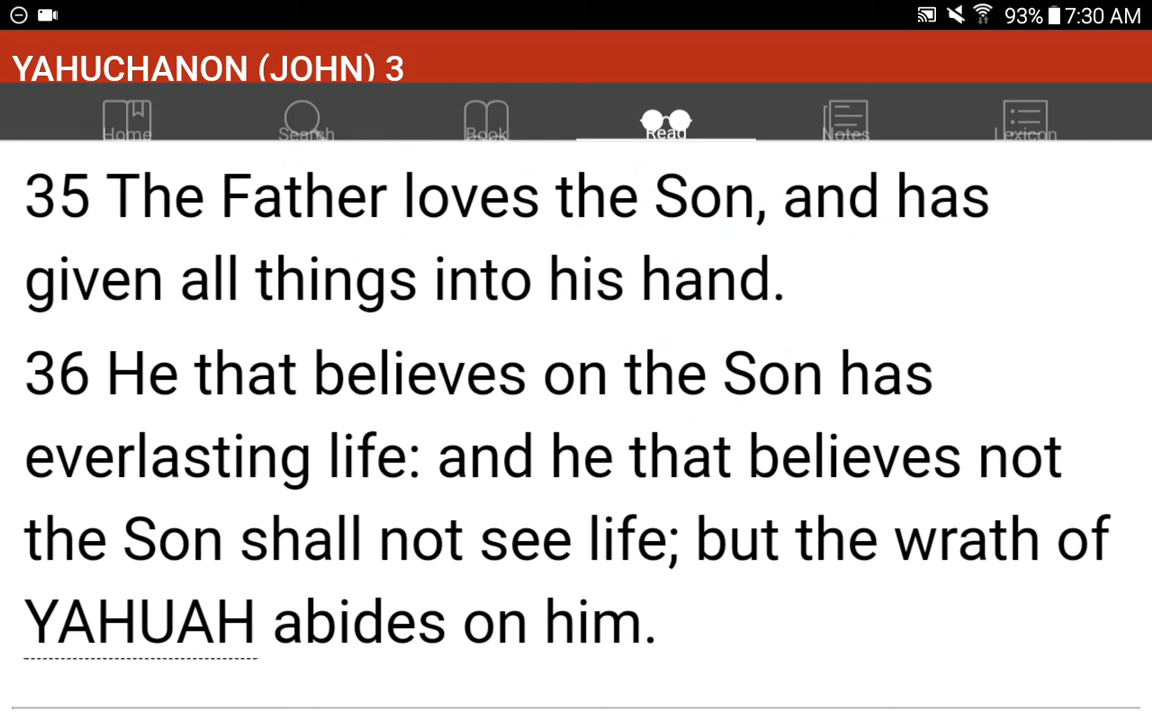 93% 7:30 AM
YAHUCHANON (JOHN) 3
Home Search Book Read Notes Lexicon
35 The Father loves the Son, and has
given all things into his hand.
36 He that believes on the Son has
everlasting life: and he that believes not
the Son shall not see life; but the wrath of
YAHUAH abides on him.